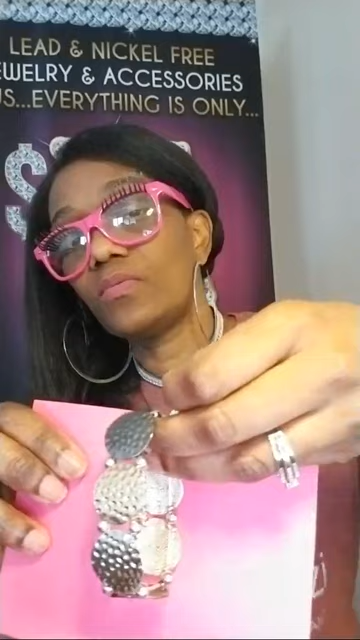 LEAD & NICKEL FREE
EWELRY & ACCESSORIES
US...EVERYTHING IS ONLY...
$